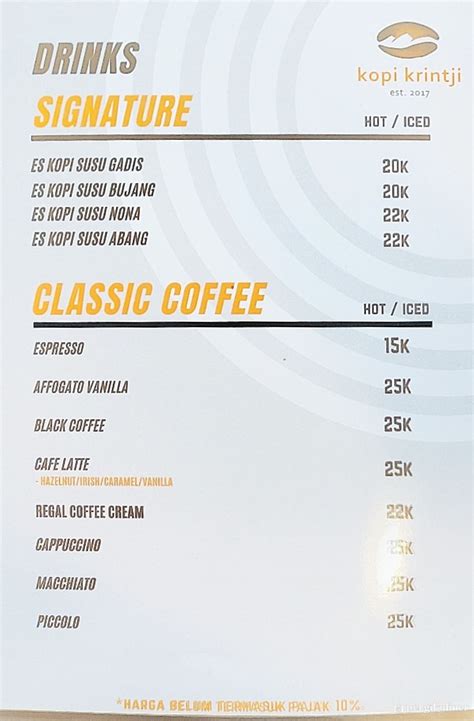 DRINKS
kopi krintji
est. 2017
SIGNATURE
HOT / ICED
ES KOPI SUSU GADIS 20K
ES KOPI SUSU BUJANG 20K
ES KOPI SUSU NONA 22K
ES KOPI SUSU ABANG 22K
CLASSIC COFFEE
HOT / ICED
ESPRESSO 15K
AFFOGATO VANILLA 25K
BLACK COFFEE 25K
CAFE LATTE 25K
- HAZELNUT/IRISH/CARAMEL/VANILLA
REGAL COFFEE CREAM 22K
CAPPUCCINO 25K
MACCHIATO 25K
PICCOLO 25K
*HARGA BELUM TERMASUK PAJAK 10%